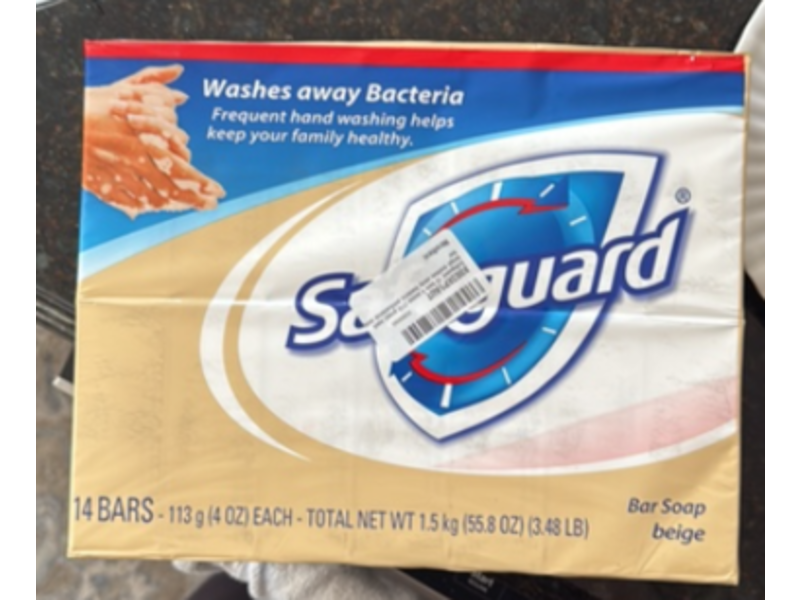 Washes away Bacteria
Frequent hand washing helps
keep your family healthy.
®
Sa guard
14 BARS - 113 g (4 OZ) EACH - TOTAL NET WT 1.5 kg (55.8 OZ) (3.48 LB)
Bar Soap
beige